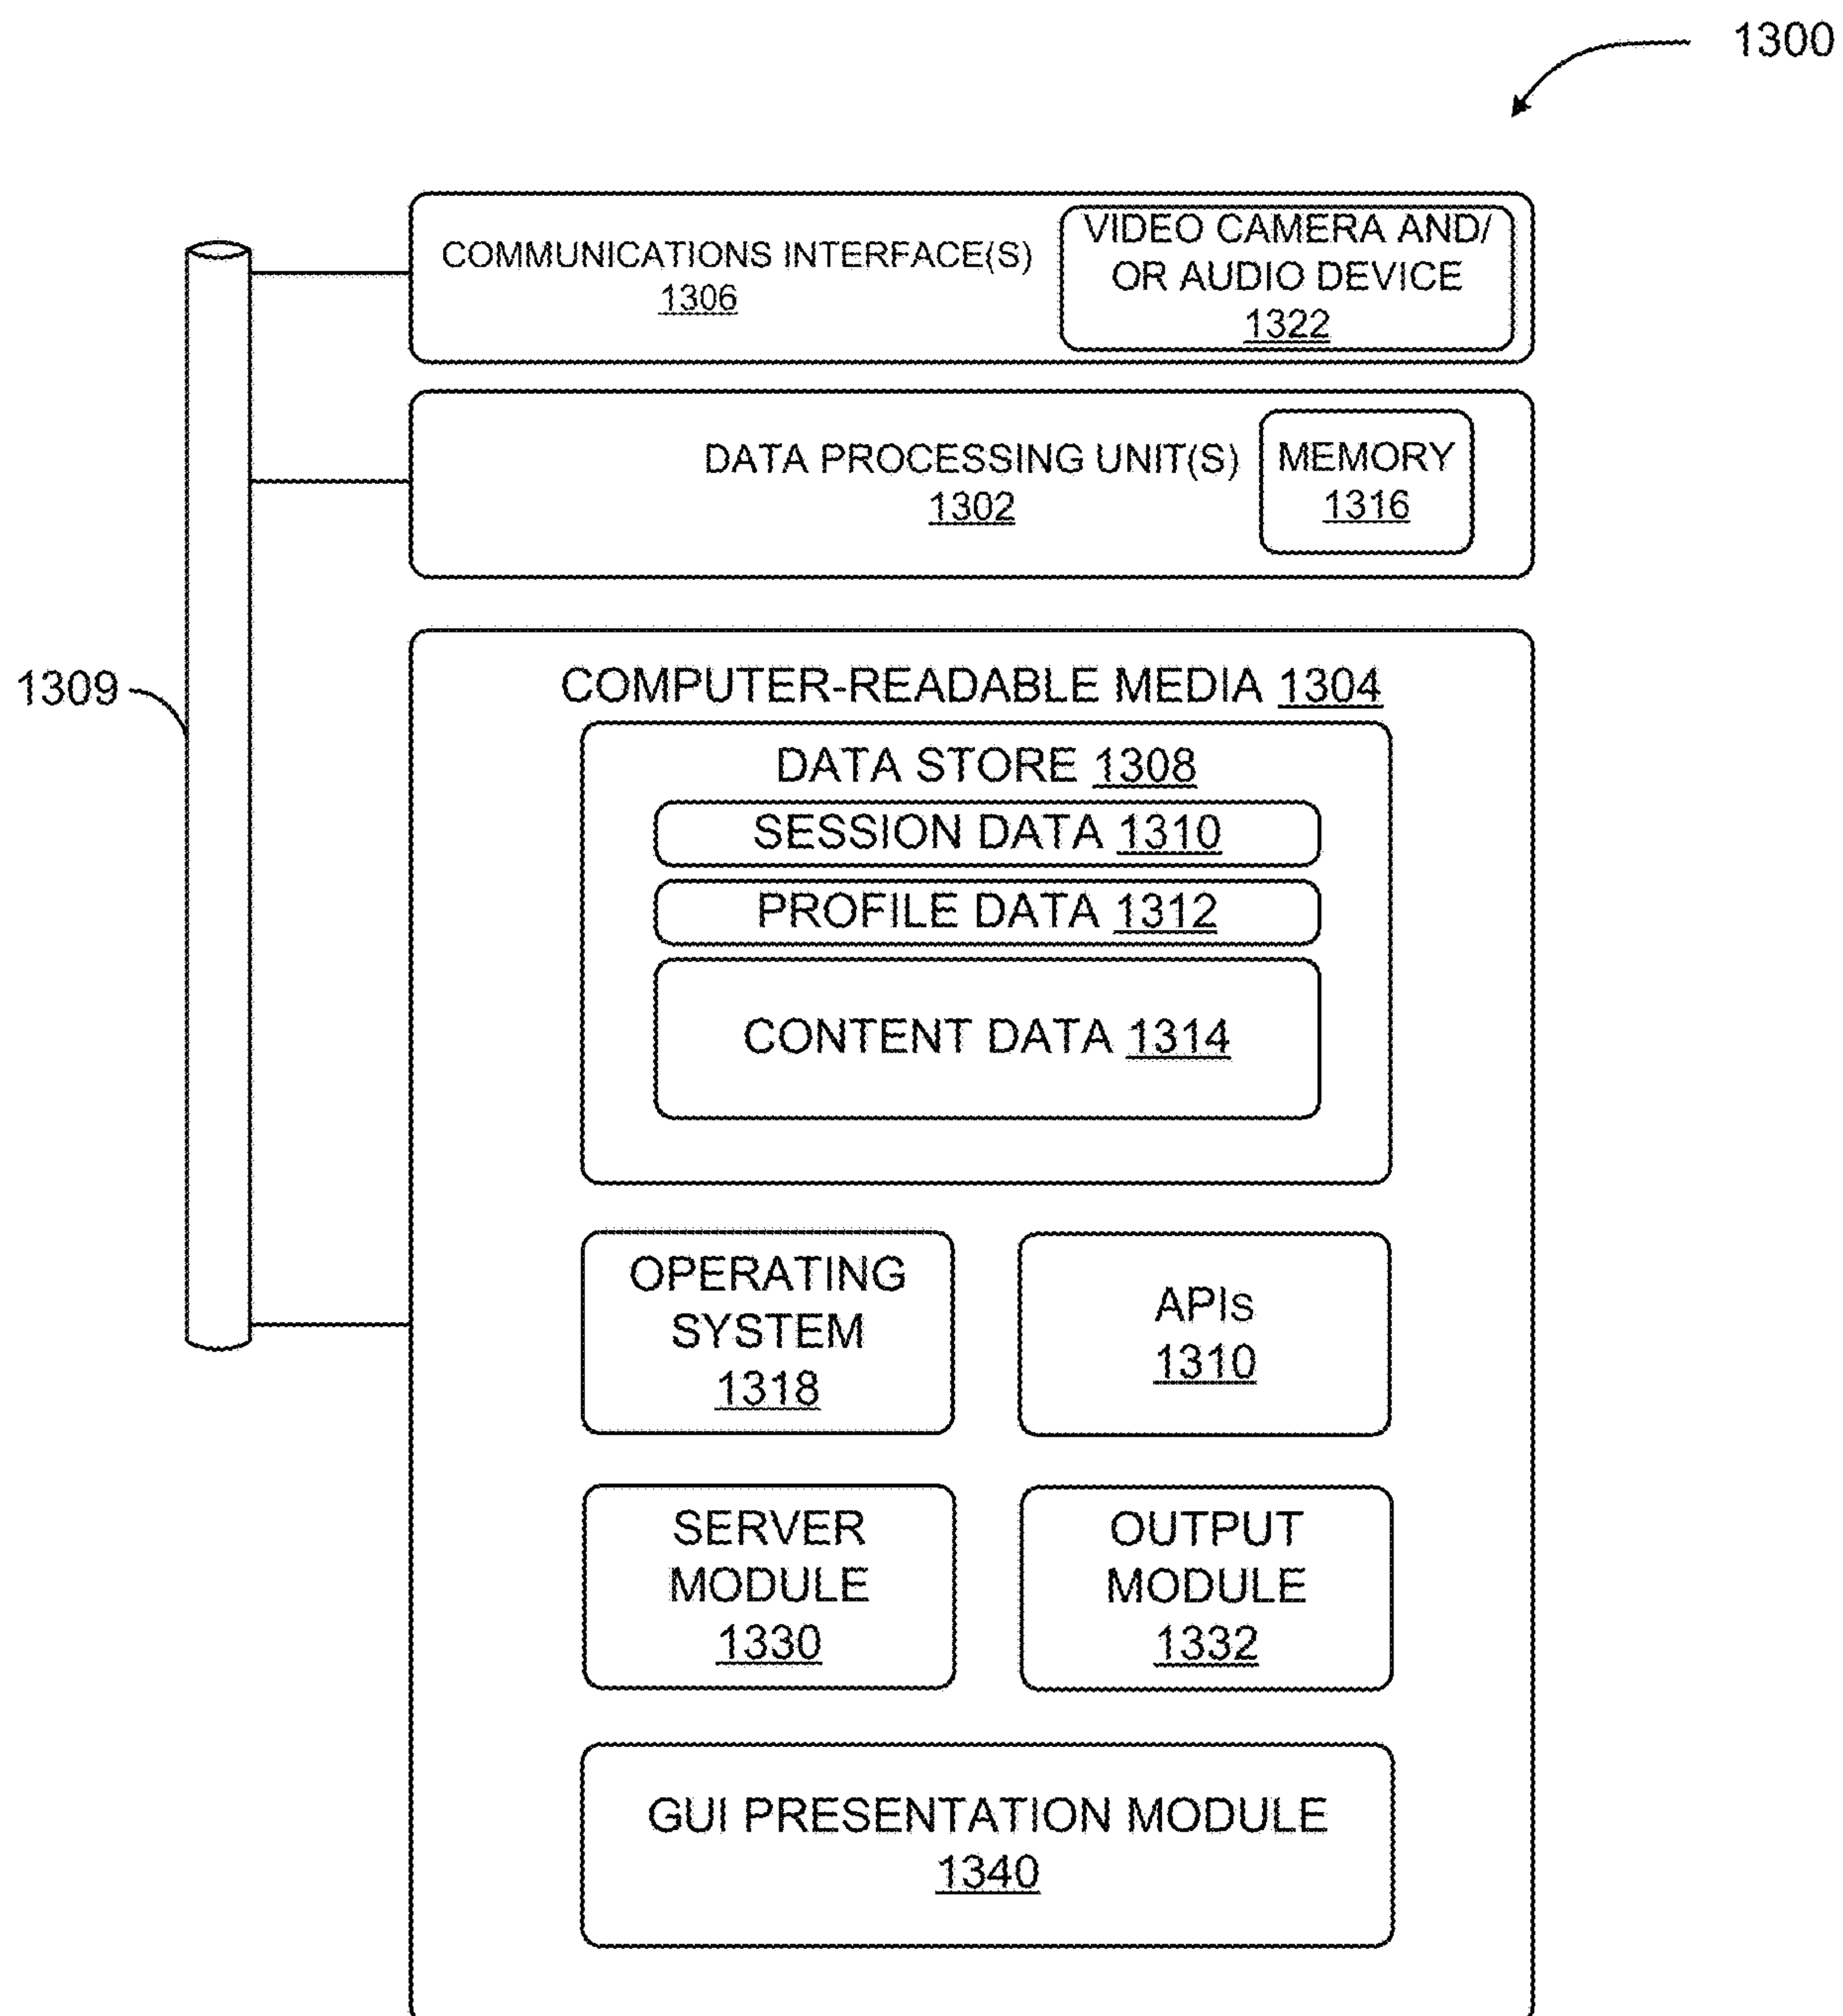 1300
COMMUNICATIONS INTERFACE(S)
1306
VIDEO CAMERA AND/
OR AUDIO DEVICE
1322
DATA PROCESSING UNIT(S)
1302
MEMORY
1316
1309
COMPUTER-READABLE MEDIA 1304
DATA STORE 1308
SESSION DATA 1310
PROFILE DATA 1312
CONTENT DATA 1314
OPERATING
SYSTEM
1318
APIs
1310
SERVER
MODULE
1330
OUTPUT
MODULE
1332
GUI PRESENTATION MODULE
1340